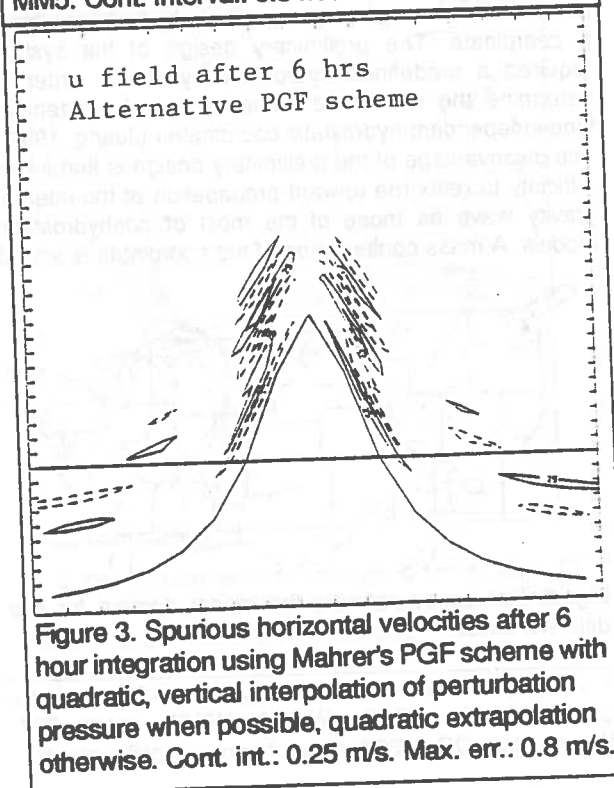 MM5. Cont. interval
u field after 6 hrs
Alternative PGF scheme
Figure 3. Spurious horizontal velocities after 6
hour integration using Mahrer's PGF scheme with
quadratic, vertical interpolation of perturbation
pressure when possible, quadratic extrapolation
otherwise. Cont. int.: 0.25 m/s. Max. err.: 0.8 m/s.